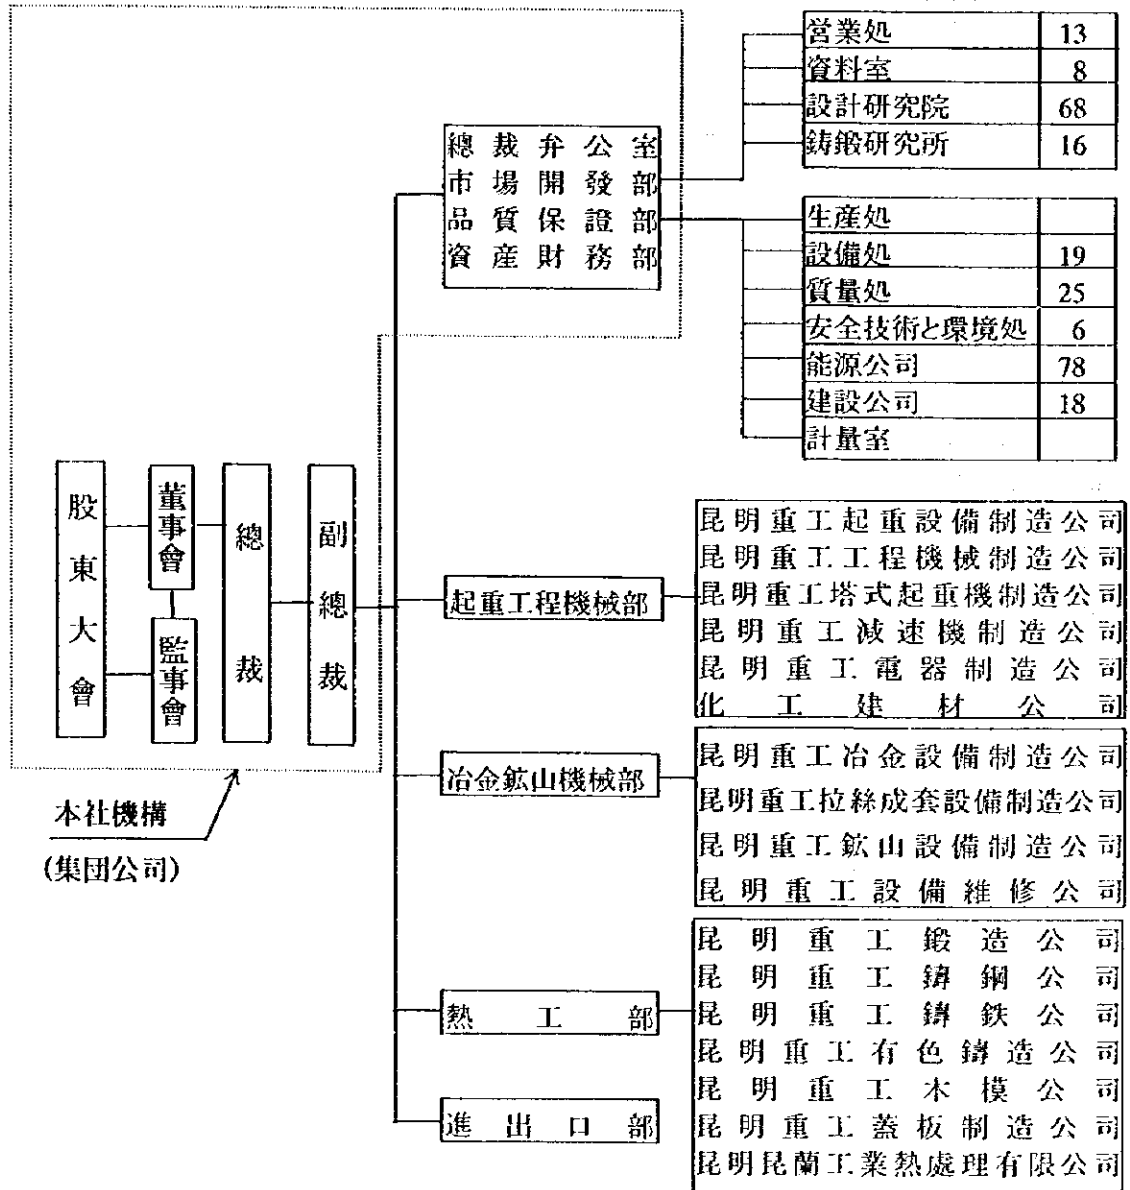 営業処 13
資料室 8
設計研究院 68
鋳鍛研究所 16
總裁弁公室
市場開發部
品質保證部
資産財務部
生産処
設備処 19
質量処 25
安全技術と環境処 6
能源公司 78
建設公司 18
計量室
股東大會
董事會
監事會
總裁
副總裁
起重工程機械部
昆明重工起重設備制造公司
昆明重工工程機械制造公司
昆明重工塔式起重機制造公司
昆明重工減速機制造公司
昆明重工電器制造公司
化工建材公司
冶金鉱山機械部
昆明重工冶金設備制造公司
昆明重工拉絲成套設備制造公司
昆明重工鉱山設備制造公司
昆明重工設備維修公司
本社機構
(集団公司)
熱工部
昆明重工鍛造公司
昆明重工鑄鋼公司
昆明重工鑄鉄公司
昆明重工有色鑄造公司
昆明重工木模公司
昆明重工蓋板制造公司
昆明昆蘭工業熱處理有限公司
進出口部